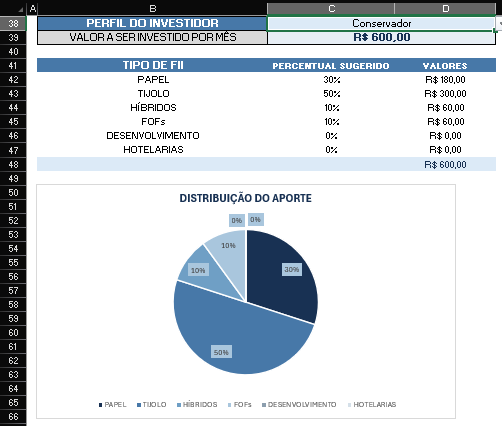 A B C D
38 PERFIL DO INVESTIDOR Conservador
39 VALOR A SER INVESTIDO POR MÊS R$ 600,00
40
41 TIPO DE FII PERCENTUAL SUGERIDO VALORES
42 PAPEL 30% R$ 180,00
43 TIJOLO 50% R$ 300,00
44 HÍBRIDOS 10% R$ 60,00
45 FOFs 10% R$ 60,00
46 DESENVOLVIMENTO 0% R$ 0,00
47 HOTELARIAS 0% R$ 0,00
48 R$ 600,00
49
50 DISTRIBUIÇÃO DO APORTE
51
52 0% 0%
53
54 10%
55
56 10% 30%
57
58
59
60
61
62 50%
63
64
65 PAPEL TIJOLO HÍBRIDOS FOFs DESENVOLVIMENTO HOTELARIAS
66